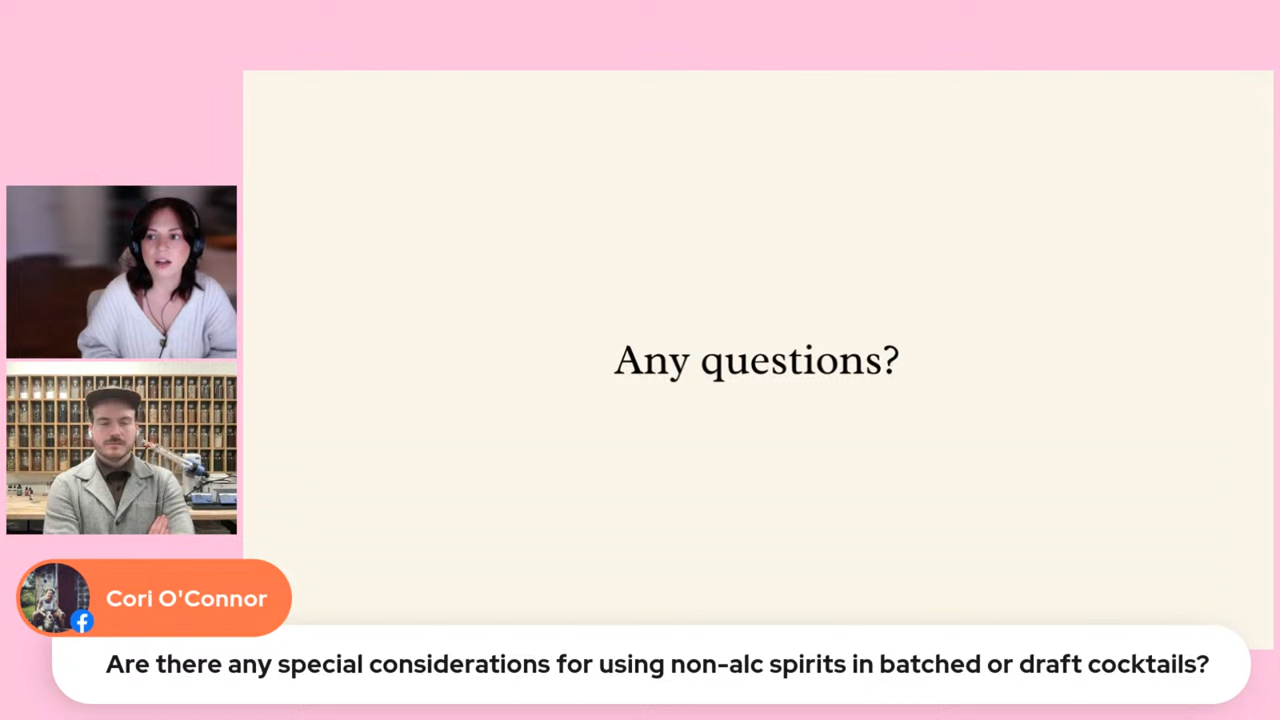 Any questions?
Cori O'Connor
Are there any special considerations for using non-alc spirits in batched or draft cocktails?